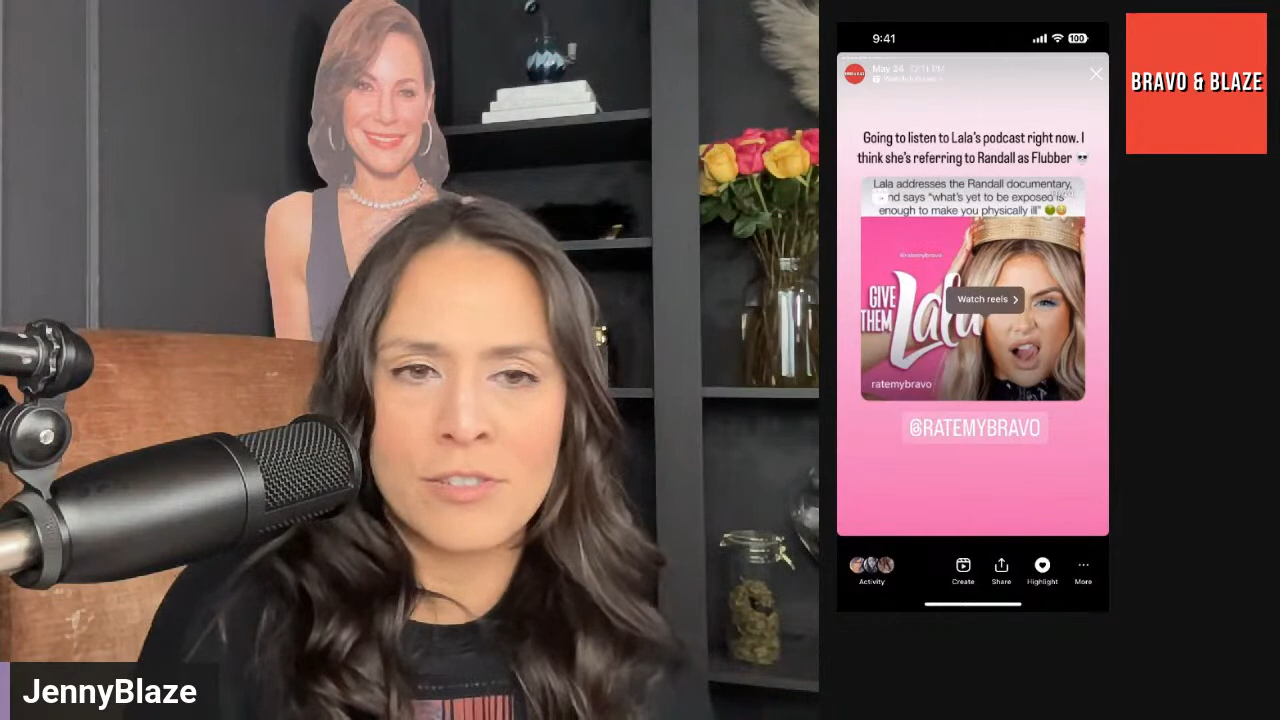 JennyBlaze
9:41
100
May 24
Going to listen to Lala's podcast right now. I
think she's referring to Randall as Flubber 💀
Lala addresses the Randall documentary,
and says "what's yet to be exposed is
enough to make you physically ill" 🤢
@ratemybravo
GIVE
THEM
Lala
Watch reels
ratemybravo
@RATEMYBRAVO
Activity
Create
Share
Highlight
More
BRAVO & BLAZE